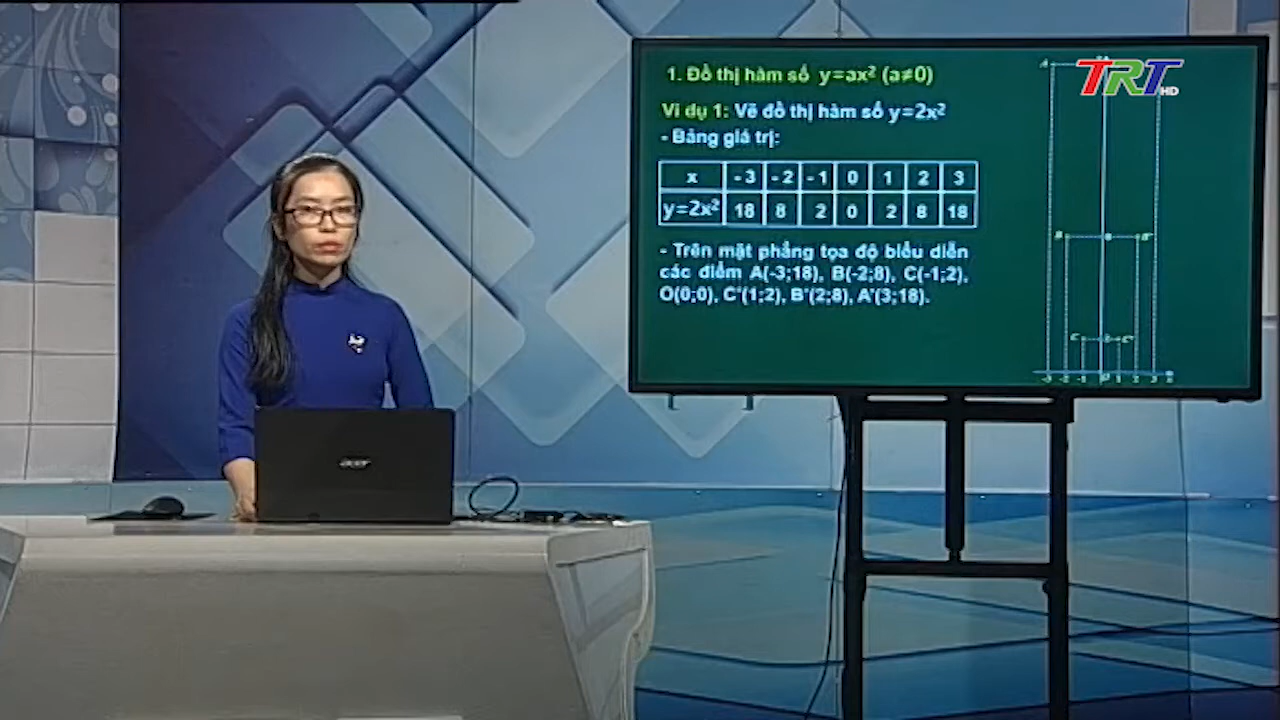 TRT HD
1. Đồ thị hàm số y=ax² (a≠0)
Ví dụ 1: Vẽ đồ thị hàm số y=2x²
- Bảng giá trị:
x -3 -2 -1 0 1 2 3
y=2x² 18 8 2 0 2 8 18
- Trên mặt phẳng tọa độ biểu diễn
các điểm A(-3;18), B(-2;8), C(-1;2),
O(0;0), C'(1;2), B'(2;8), A'(3;18).
acer